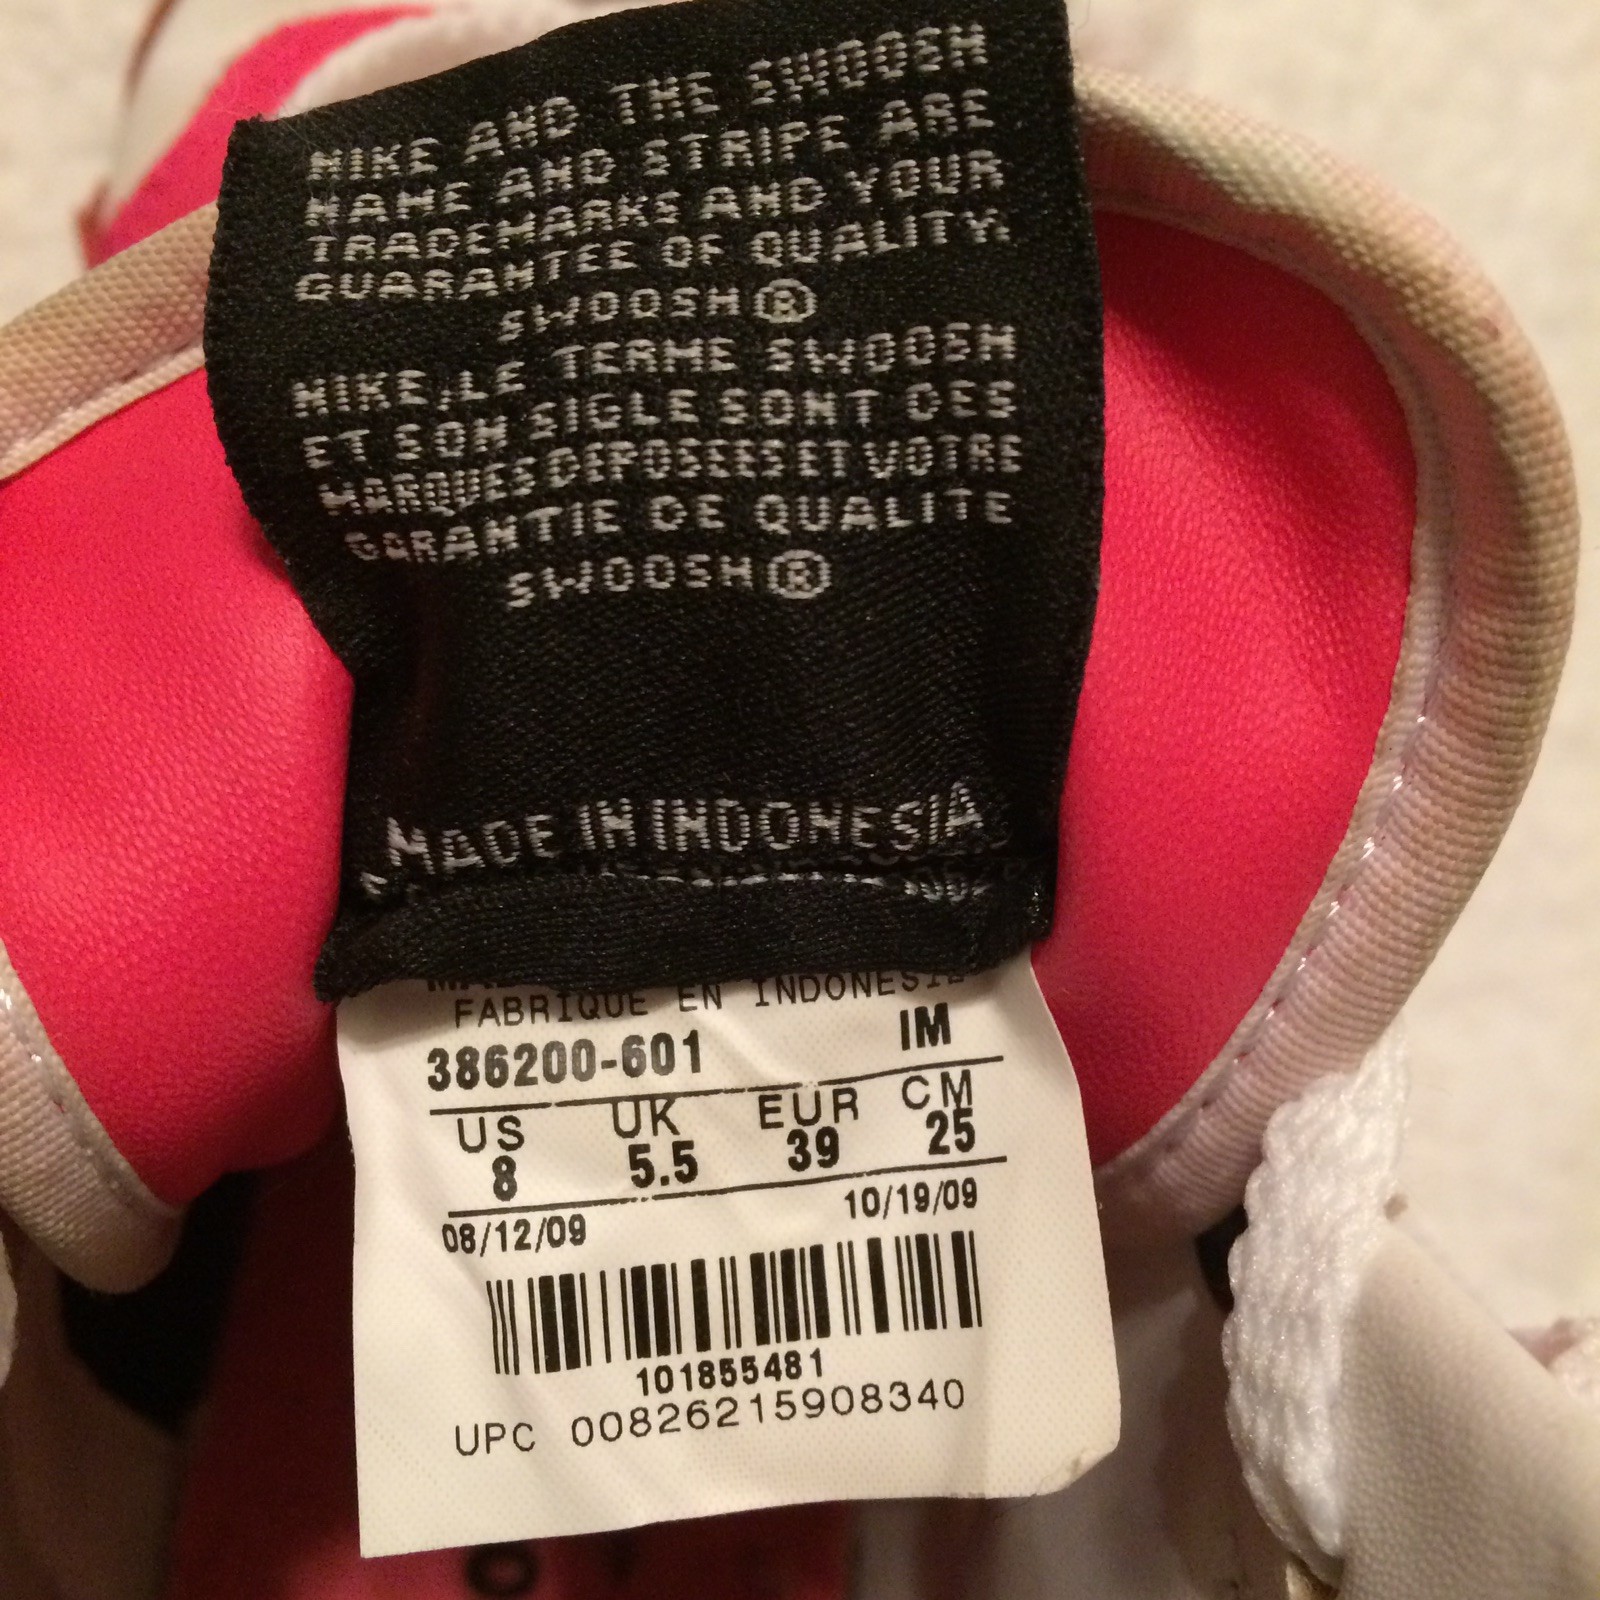 NIKE AND THE SWOOSH
NAME AND STRIPE ARE
TRADEMARKS AND YOUR
GUARANTEE OF QUALITY.
SWOOSH®
NIKE, LE TERME SWOOSH
ET SON SIGLE SONT DES
MARQUES DEPOSEES ET VOTRE
GARANTIE DE QUALITE
SWOOSH®
MADE IN INDONESIA
FABRIQUE EN INDONESIE
386200-601 IM
US UK EUR CM
8 5.5 39 25
08/12/09 10/19/09
101855481
UPC 00826215908340